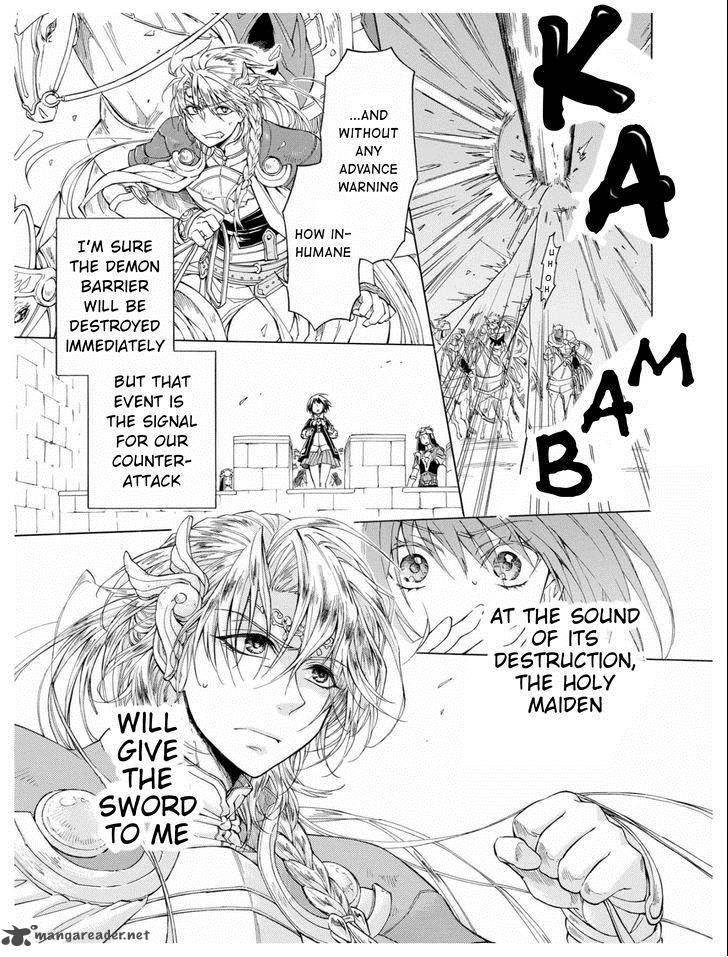 KA
BAM
UHOH
...AND
WITHOUT
ANY
ADVANCE
WARNING
HOW IN-
HUMANE
I'M SURE
THE DEMON
BARRIER
WILL BE
DESTROYED
IMMEDIATELY
BUT THAT
EVENT IS
THE SIGNAL
FOR OUR
COUNTER-
ATTACK
AT THE SOUND
OF ITS
DESTRUCTION,
THE HOLY
MAIDEN
WILL
GIVE
THE
SWORD
TO ME
mangareader.net